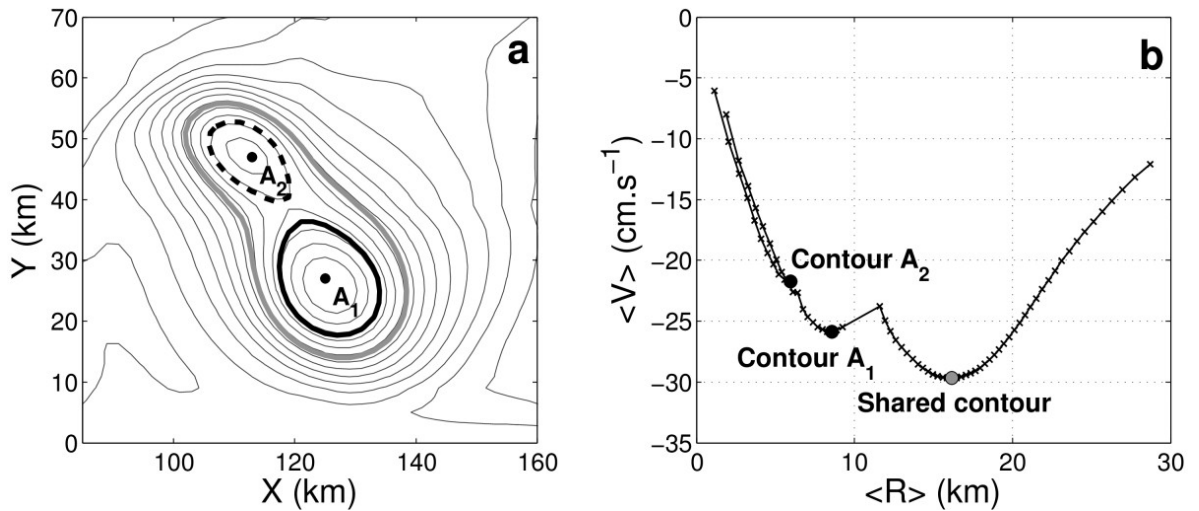 a
70
60
50
40
30
20
10
0
Y (km)
A₂
A₁
100
120
140
160
X (km)
b
0
−5
−10
−15
−20
−25
−30
−35
<V> (cm.s⁻¹)
Contour A₂
Contour A₁
Shared contour
0
10
20
30
<R> (km)